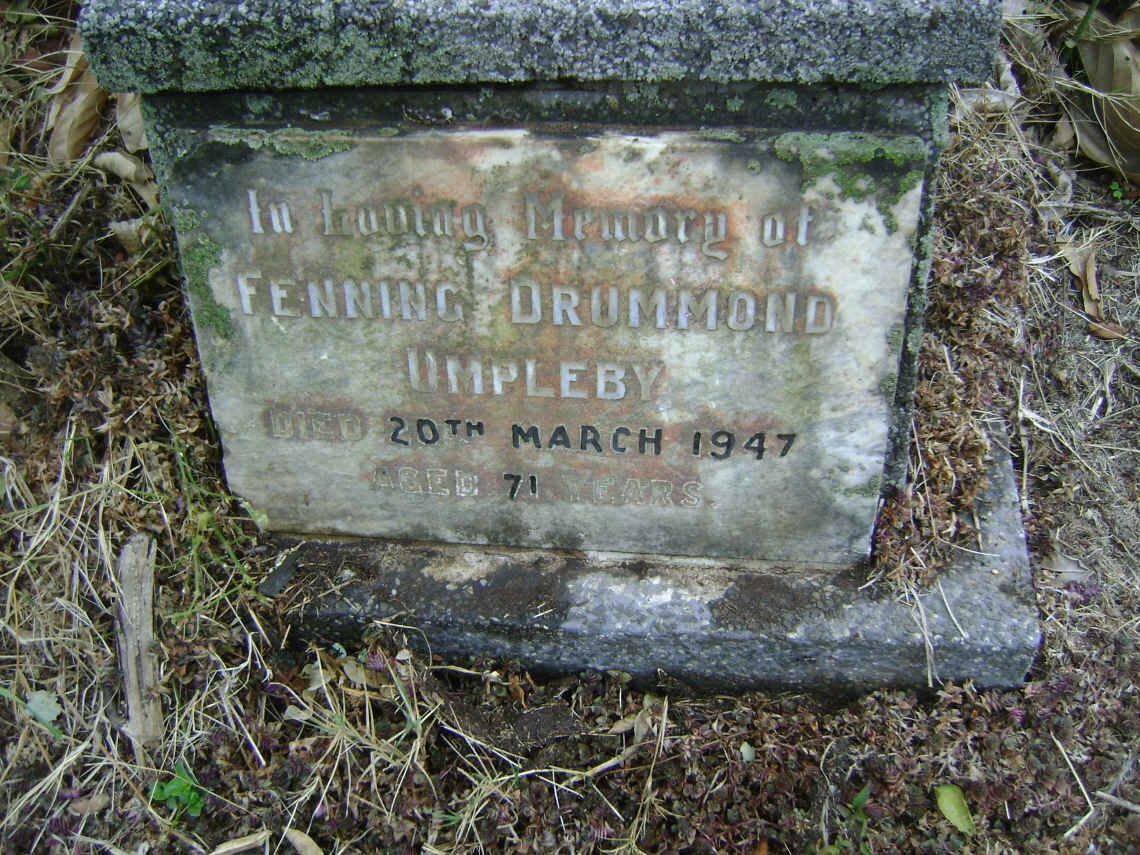 In Loving Memory of
FENNING DRUMMOND
UMPLEBY
DIED 20TH MARCH 1947
AGED 71 YEARS.